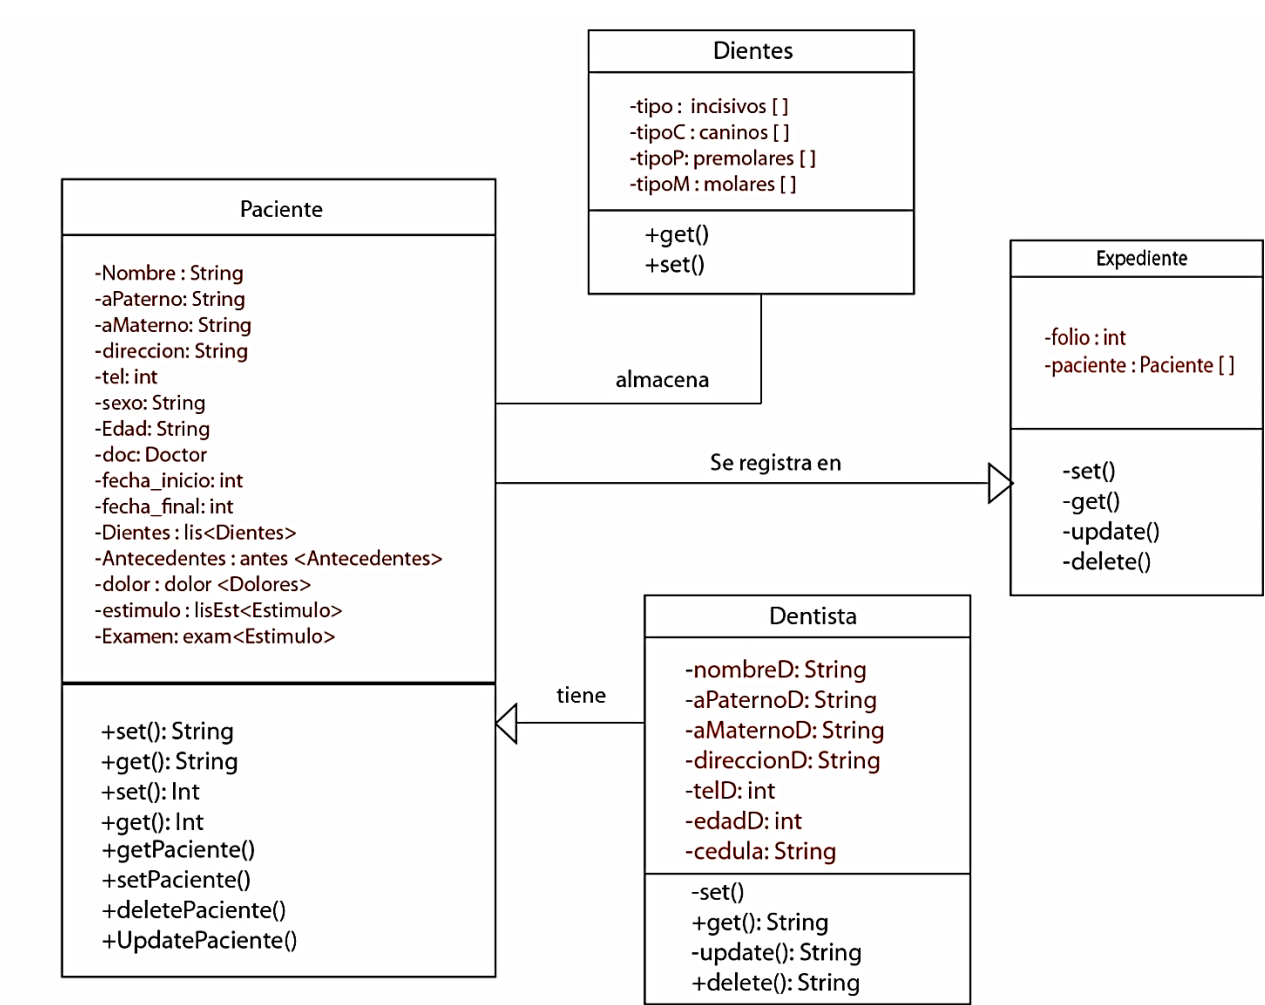 Dientes
-tipo : incisivos [ ]
-tipoC : caninos [ ]
-tipoP: premolares [ ]
-tipoM : molares [ ]
+get()
+set()
Paciente
-Nombre : String
-aPaterno: String
-aMaterno: String
-direccion: String
-tel: int
-sexo: String
-Edad: String
-doc: Doctor
-fecha_inicio: int
-fecha_final: int
-Dientes : lis<Dientes>
-Antecedentes : antes <Antecedentes>
-dolor : dolor <Dolores>
-estimulo : lisEst<Estimulo>
-Examen: exam<Estimulo>
+set(): String
+get(): String
+set(): Int
+get(): Int
+getPaciente()
+setPaciente()
+deletePaciente()
+UpdatePaciente()
almacena
Se registra en
Expediente
-folio : int
-paciente : Paciente [ ]
-set()
-get()
-update()
-delete()
tiene
Dentista
-nombreD: String
-aPaternoD: String
-aMaternoD: String
-direccionD: String
-telD: int
-edadD: int
-cedula: String
-set()
+get(): String
-update(): String
+delete(): String